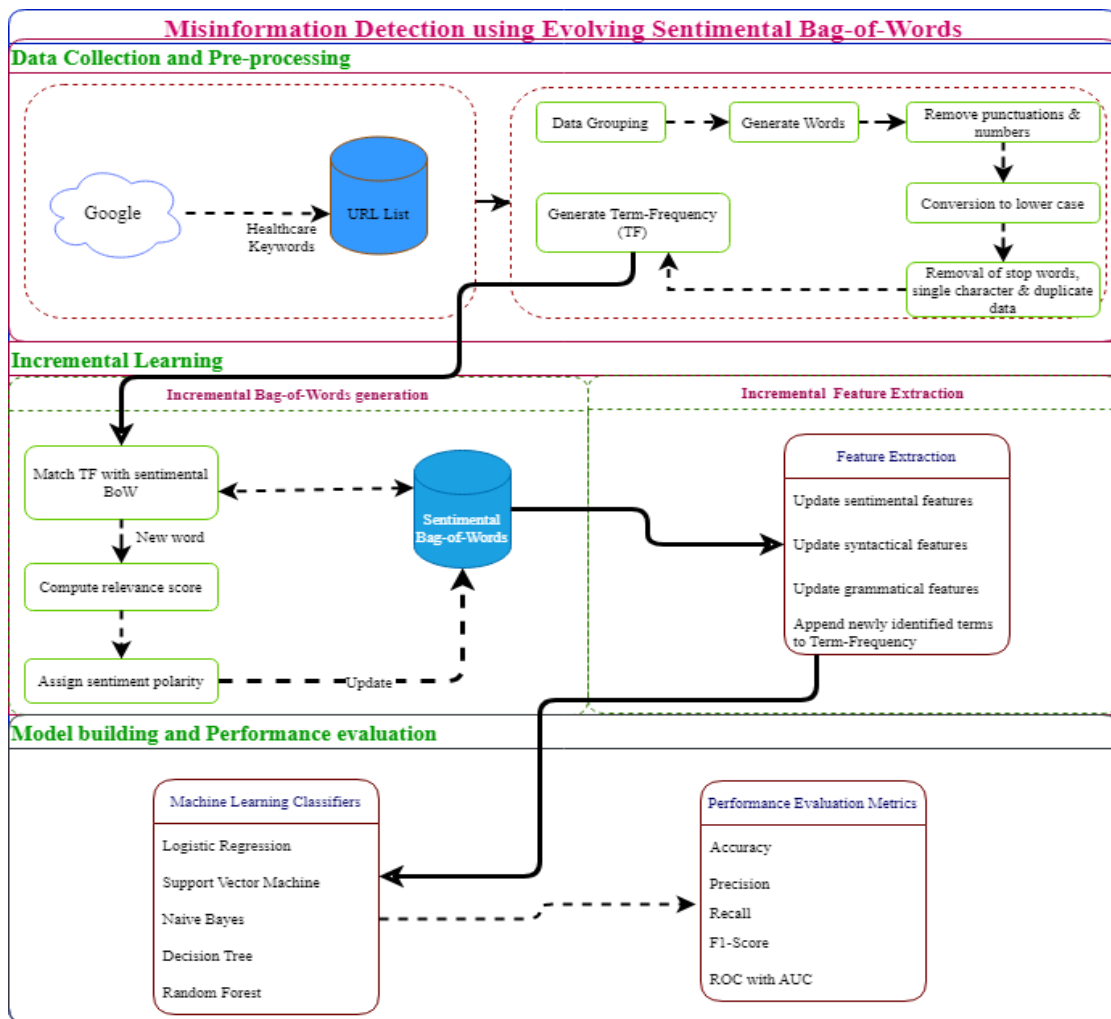 Misinformation Detection using Evolving Sentimental Bag-of-Words
Data Collection and Pre-processing
Google
Healthcare
Keywords
URL List
Data Grouping
Generate Words
Remove punctuations &
numbers
Conversion to lower case
Removal of stop words,
single character & duplicate
data
Generate Term-Frequency
(TF)
Incremental Learning
Incremental Bag-of-Words generation
Match TF with sentimental
BoW
New word
Compute relevance score
Assign sentiment polarity
Update
Sentimental
Bag-of-Words
Incremental Feature Extraction
Feature Extraction
Update sentimental features
Update syntactical features
Update grammatical features
Append newly identified terms
to Term-Frequency
Model building and Performance evaluation
Machine Learning Classifiers
Logistic Regression
Support Vector Machine
Naive Bayes
Decision Tree
Random Forest
Performance Evaluation Metrics
Accuracy
Precision
Recall
F1-Score
ROC with AUC